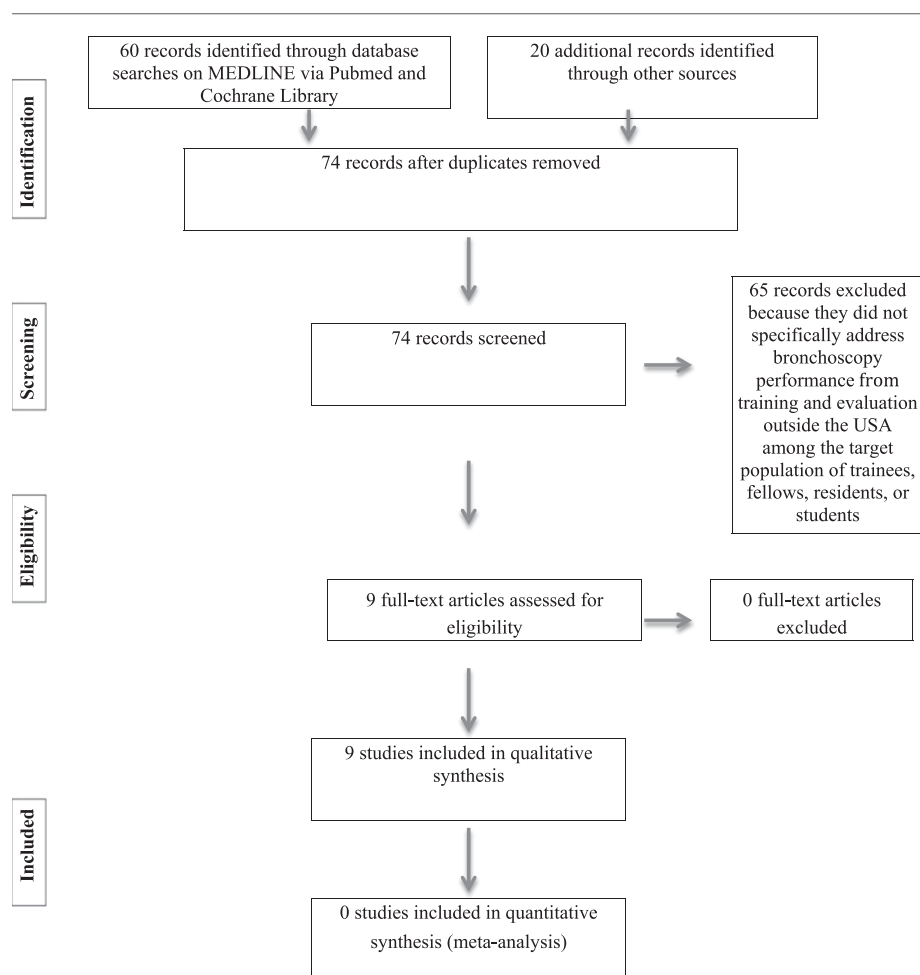 60 records identified through database
searches on MEDLINE via Pubmed and
Cochrane Library
20 additional records identified
through other sources
Identification
74 records after duplicates removed
Screening
74 records screened
65 records excluded
because they did not
specifically address
bronchoscopy
performance from
training and evaluation
outside the USA
among the target
population of trainees,
fellows, residents, or
students
Eligibility
9 full-text articles assessed for
eligibility
0 full-text articles
excluded
9 studies included in qualitative
synthesis
Included
0 studies included in quantitative
synthesis (meta-analysis)